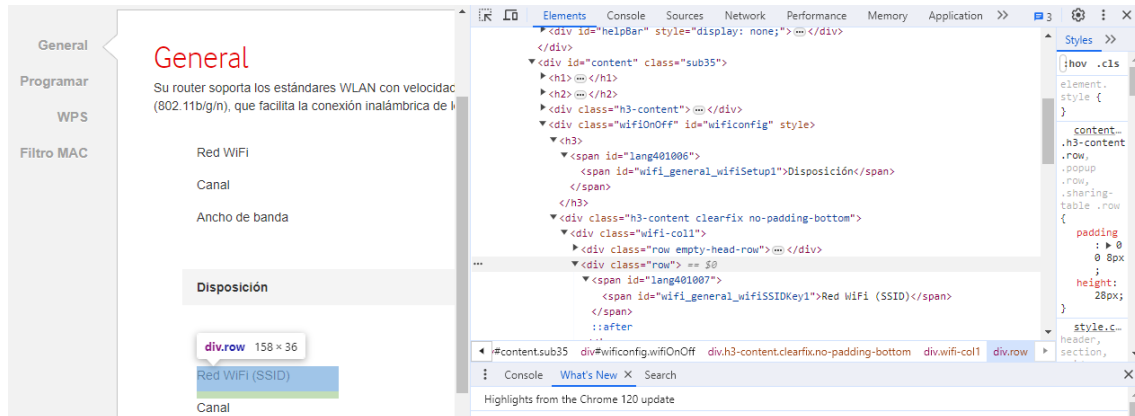 General
Programar
WPS
Filtro MAC
General
Su router soporta los estándares WLAN con velocidad
(802.11b/g/n), que facilita la conexión inalámbrica de l
Red WiFi
Canal
Ancho de banda
Disposición
div.row 158 × 36
Red WiFi (SSID)
Canal
Elements Console Sources Network Performance Memory Application 3
<div id="helpBar" style="display: none;">…</div>
</div>
<div id="content" class="sub35">
<h1>…</h1>
<h2>…</h2>
<div class="h3-content">…</div>
<div class="wifiOnOff" id="wificonfig" style>
<h3>
<span id="lang401006">
<span id="wifi_general_wifiSetup1">Disposición</span>
</span>
</h3>
<div class="h3-content clearfix no-padding-bottom">
<div class="wifi-col1">
<div class="row empty-head-row">…</div>
… <div class="row"> == $0
<span id="lang401007">
<span id="wifi_general_wifiSSIDKey1">Red WiFi (SSID)</span>
</span>
::after
#content.sub35 div#wificonfig.wifiOnOff div.h3-content.clearfix.no-padding-bottom div.wifi-col1 div.row
Styles
:hov .cls
element.
style {
}
content…
.h3-content
.row,
.popup
.row,
.sharing-
table .row
{
padding
: 0
0 8px
;
height:
28px;
}
style.c…
header,
section,
Console What's New Search
Highlights from the Chrome 120 update